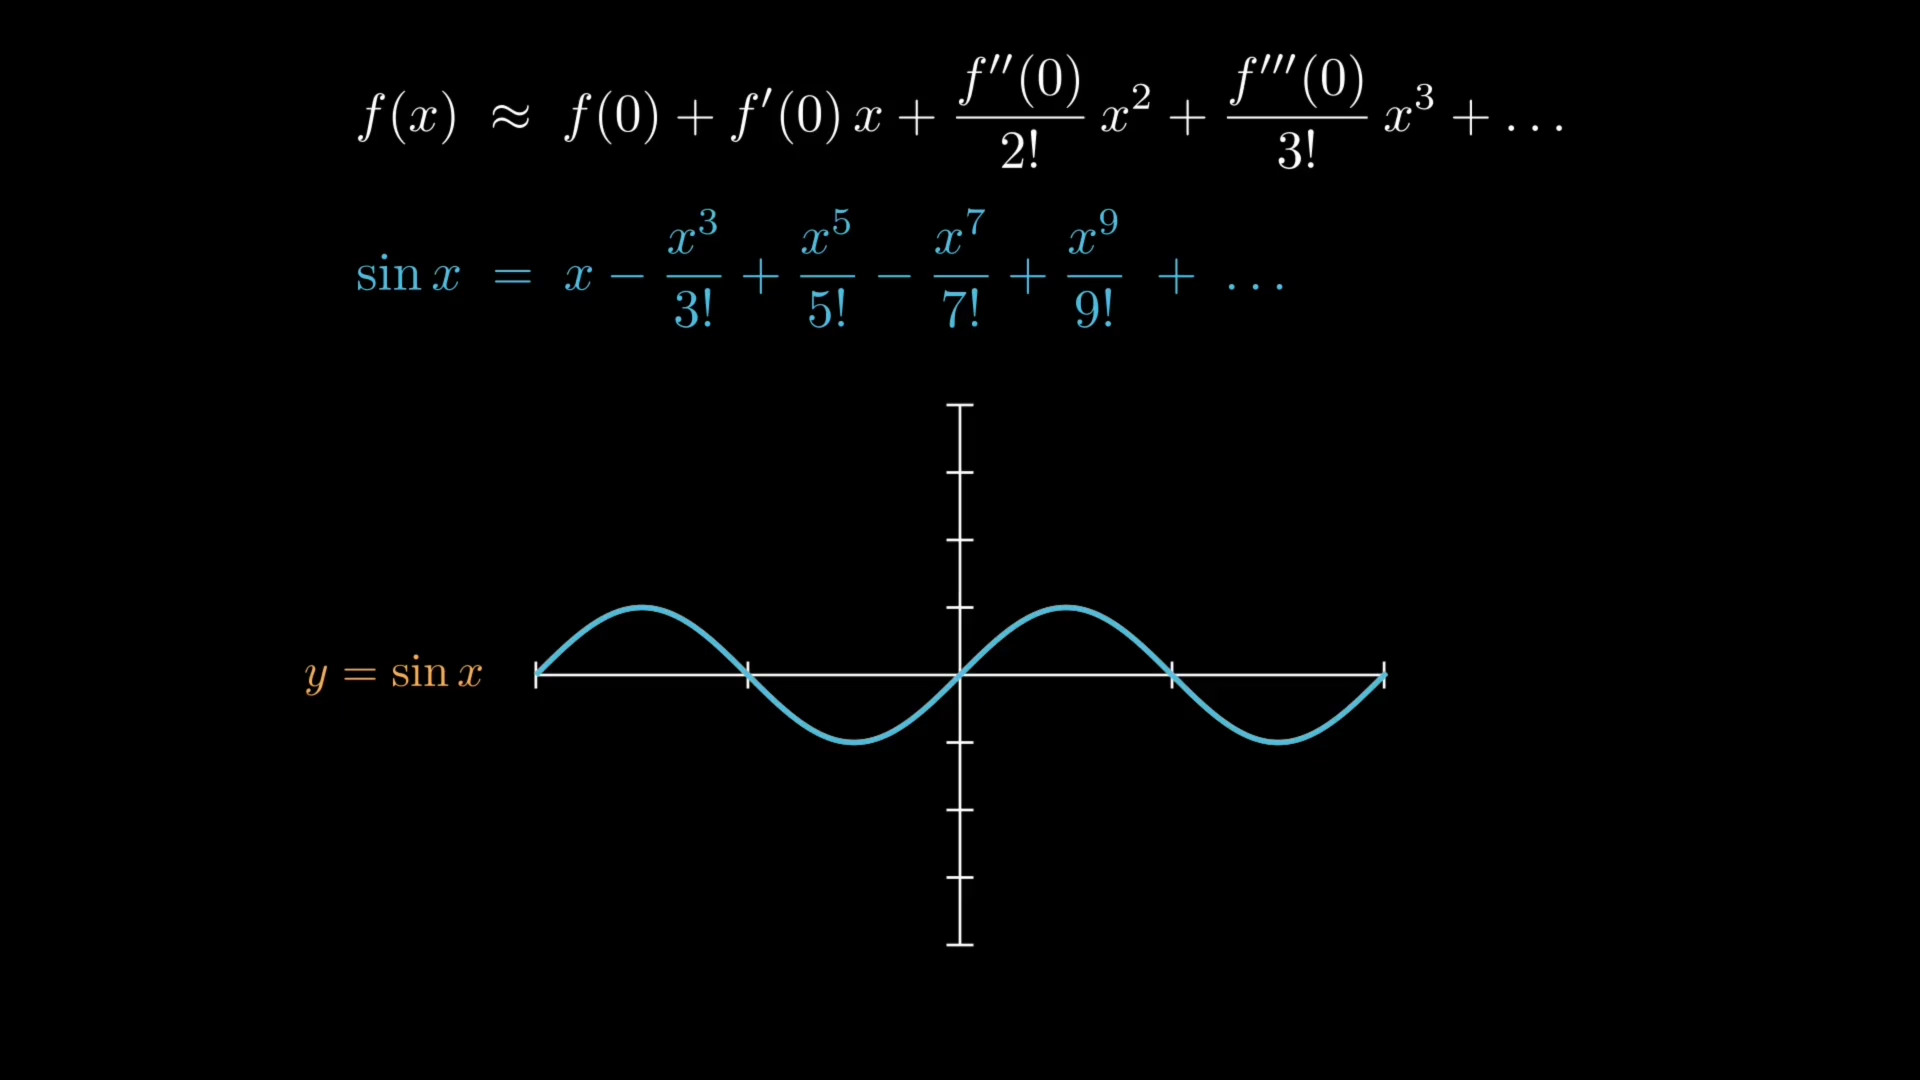 f(x) ≈ f(0) + f′(0) x + f′′(0)/2! x² + f′′′(0)/3! x³ + ...
sin x = x − x³/3! + x⁵/5! − x⁷/7! + x⁹/9! + ...
y = sin x